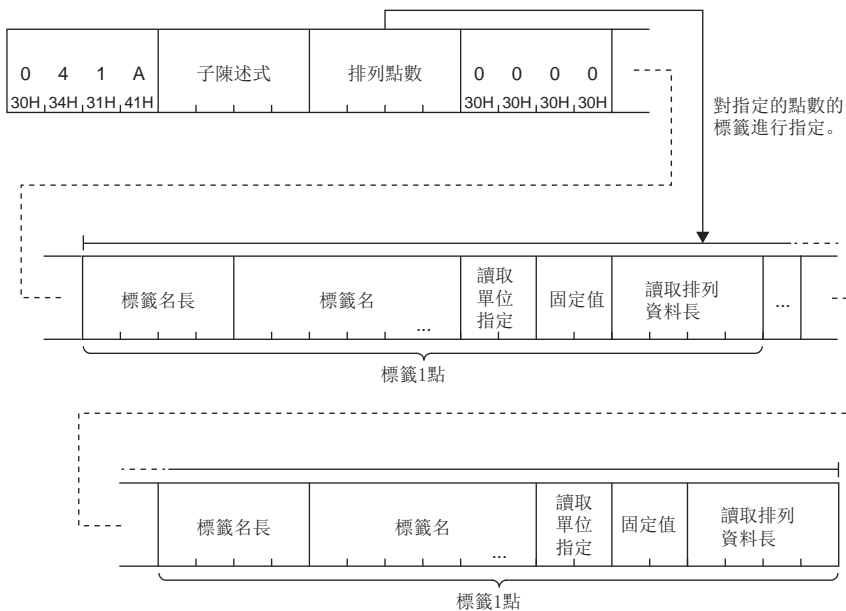 0 4 1 A
30H 34H 31H 41H
子陳述式
排列點數
0 0 0 0
30H 30H 30H 30H
對指定的點數的
標籤進行指定。
標籤名長
標籤名
...
讀取
單位
指定
固定值
讀取排列
資料長
...
標籤1點
標籤名長
標籤名
...
讀取
單位
指定
固定值
讀取排列
資料長
標籤1點